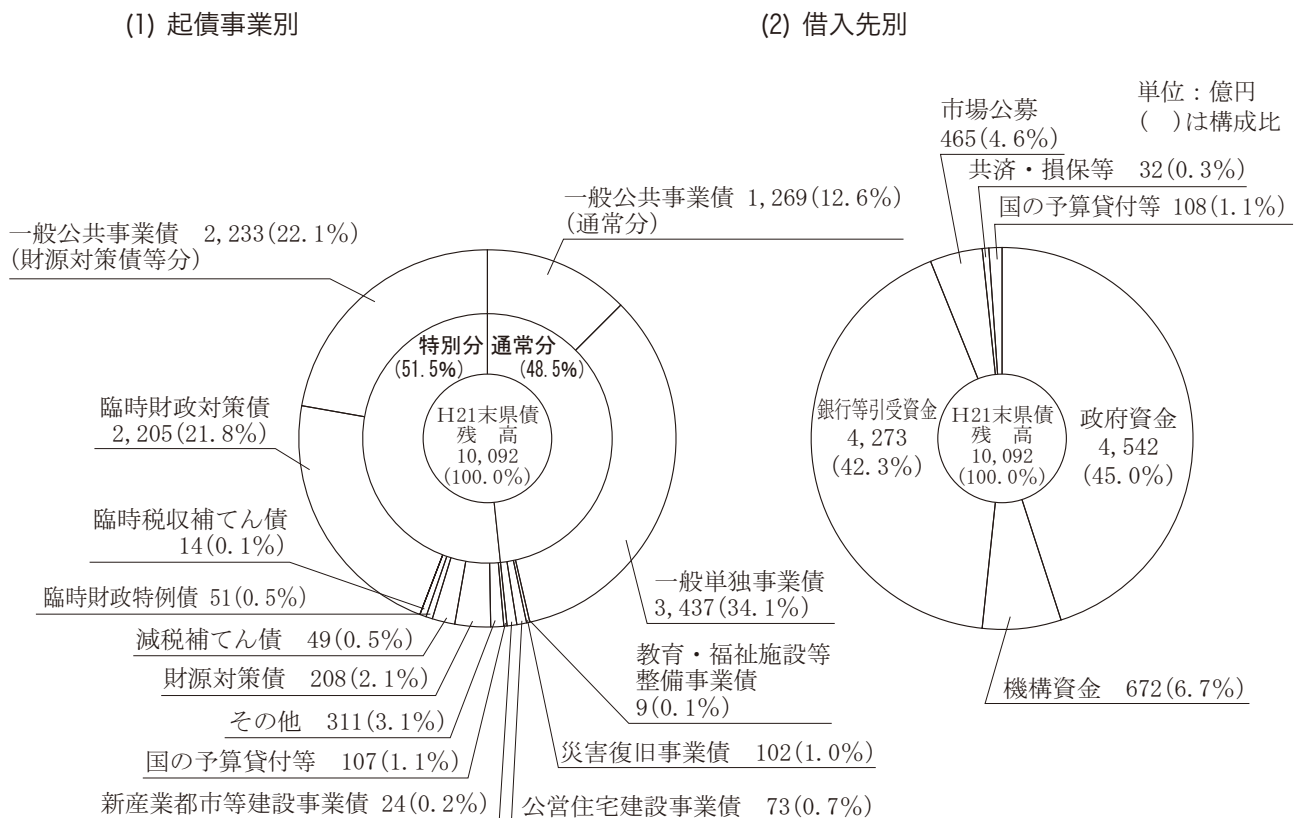 (1) 起債事業別
(2) 借入先別
単位：億円
(　)は構成比
市場公募
465(4.6%)
共済・損保等　32(0.3%)
国の予算貸付等 108(1.1%)
一般公共事業債 1,269(12.6%)
(通常分)
一般公共事業債 2,233(22.1%)
(財源対策債等分)
特別分
(51.5%)
通常分
(48.5%)
H21末県債
残　高
10,092
(100.0%)
臨時財政対策債
2,205(21.8%)
臨時税収補てん債
14(0.1%)
臨時財政特例債 51(0.5%)
減税補てん債　49(0.5%)
財源対策債　208(2.1%)
その他　311(3.1%)
国の予算貸付等　107(1.1%)
新産業都市等建設事業債 24(0.2%)
公営住宅建設事業債　73(0.7%)
災害復旧事業債　102(1.0%)
教育・福祉施設等
整備事業債
9(0.1%)
一般単独事業債
3,437(34.1%)
銀行等引受資金
4,273
(42.3%)
H21末県債
残　高
10,092
(100.0%)
政府資金
4,542
(45.0%)
機構資金　672(6.7%)